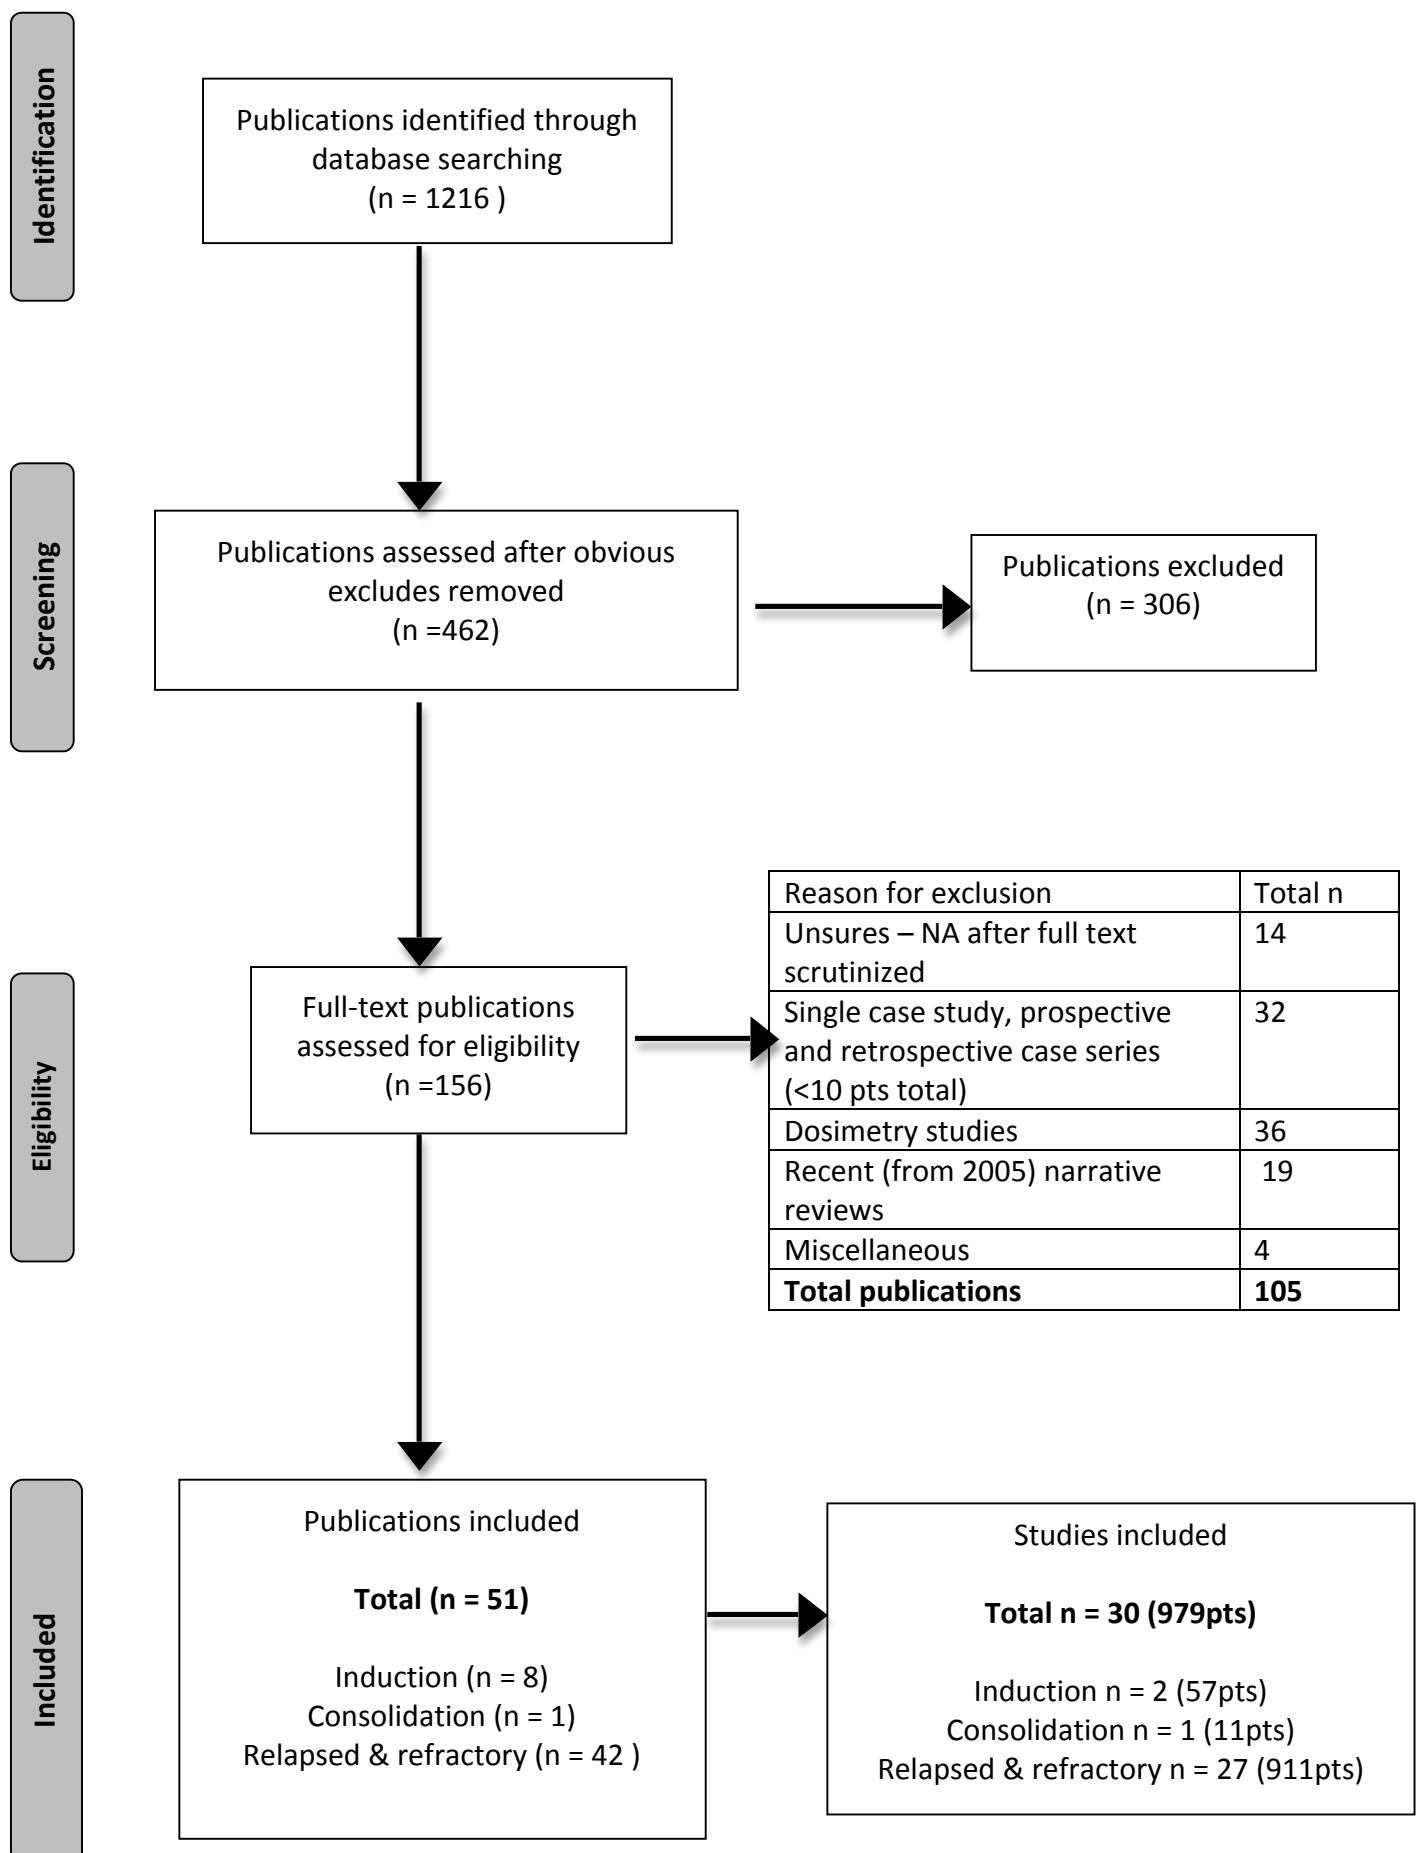 Identification
Publications identified through
database searching
(n = 1216 )
Screening
Publications assessed after obvious
excludes removed
(n =462)
Publications excluded
(n = 306)
Eligibility
Full-text publications
assessed for eligibility
(n =156)
Reason for exclusion Total n
Unsures – NA after full text 14
scrutinized
Single case study, prospective 32
and retrospective case series
(<10 pts total)
Dosimetry studies 36
Recent (from 2005) narrative 19
reviews
Miscellaneous 4
Total publications 105
Included
Publications included
Total (n = 51)
Induction (n = 8)
Consolidation (n = 1)
Relapsed & refractory (n = 42 )
Studies included
Total n = 30 (979pts)
Induction n = 2 (57pts)
Consolidation n = 1 (11pts)
Relapsed & refractory n = 27 (911pts)